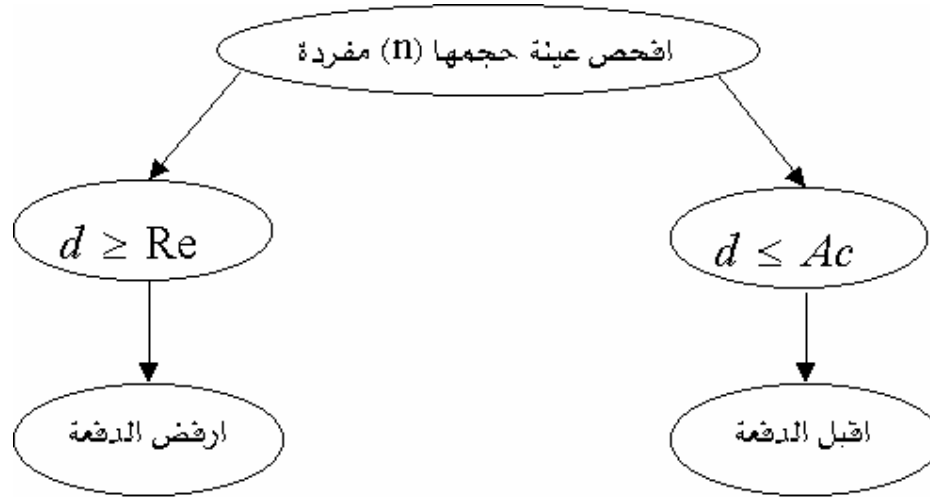 افحص عينة حجمها (n) مفردة
d ≤ Ac
d ≥ Re
اقبل الدفعة
ارفض الدفعة